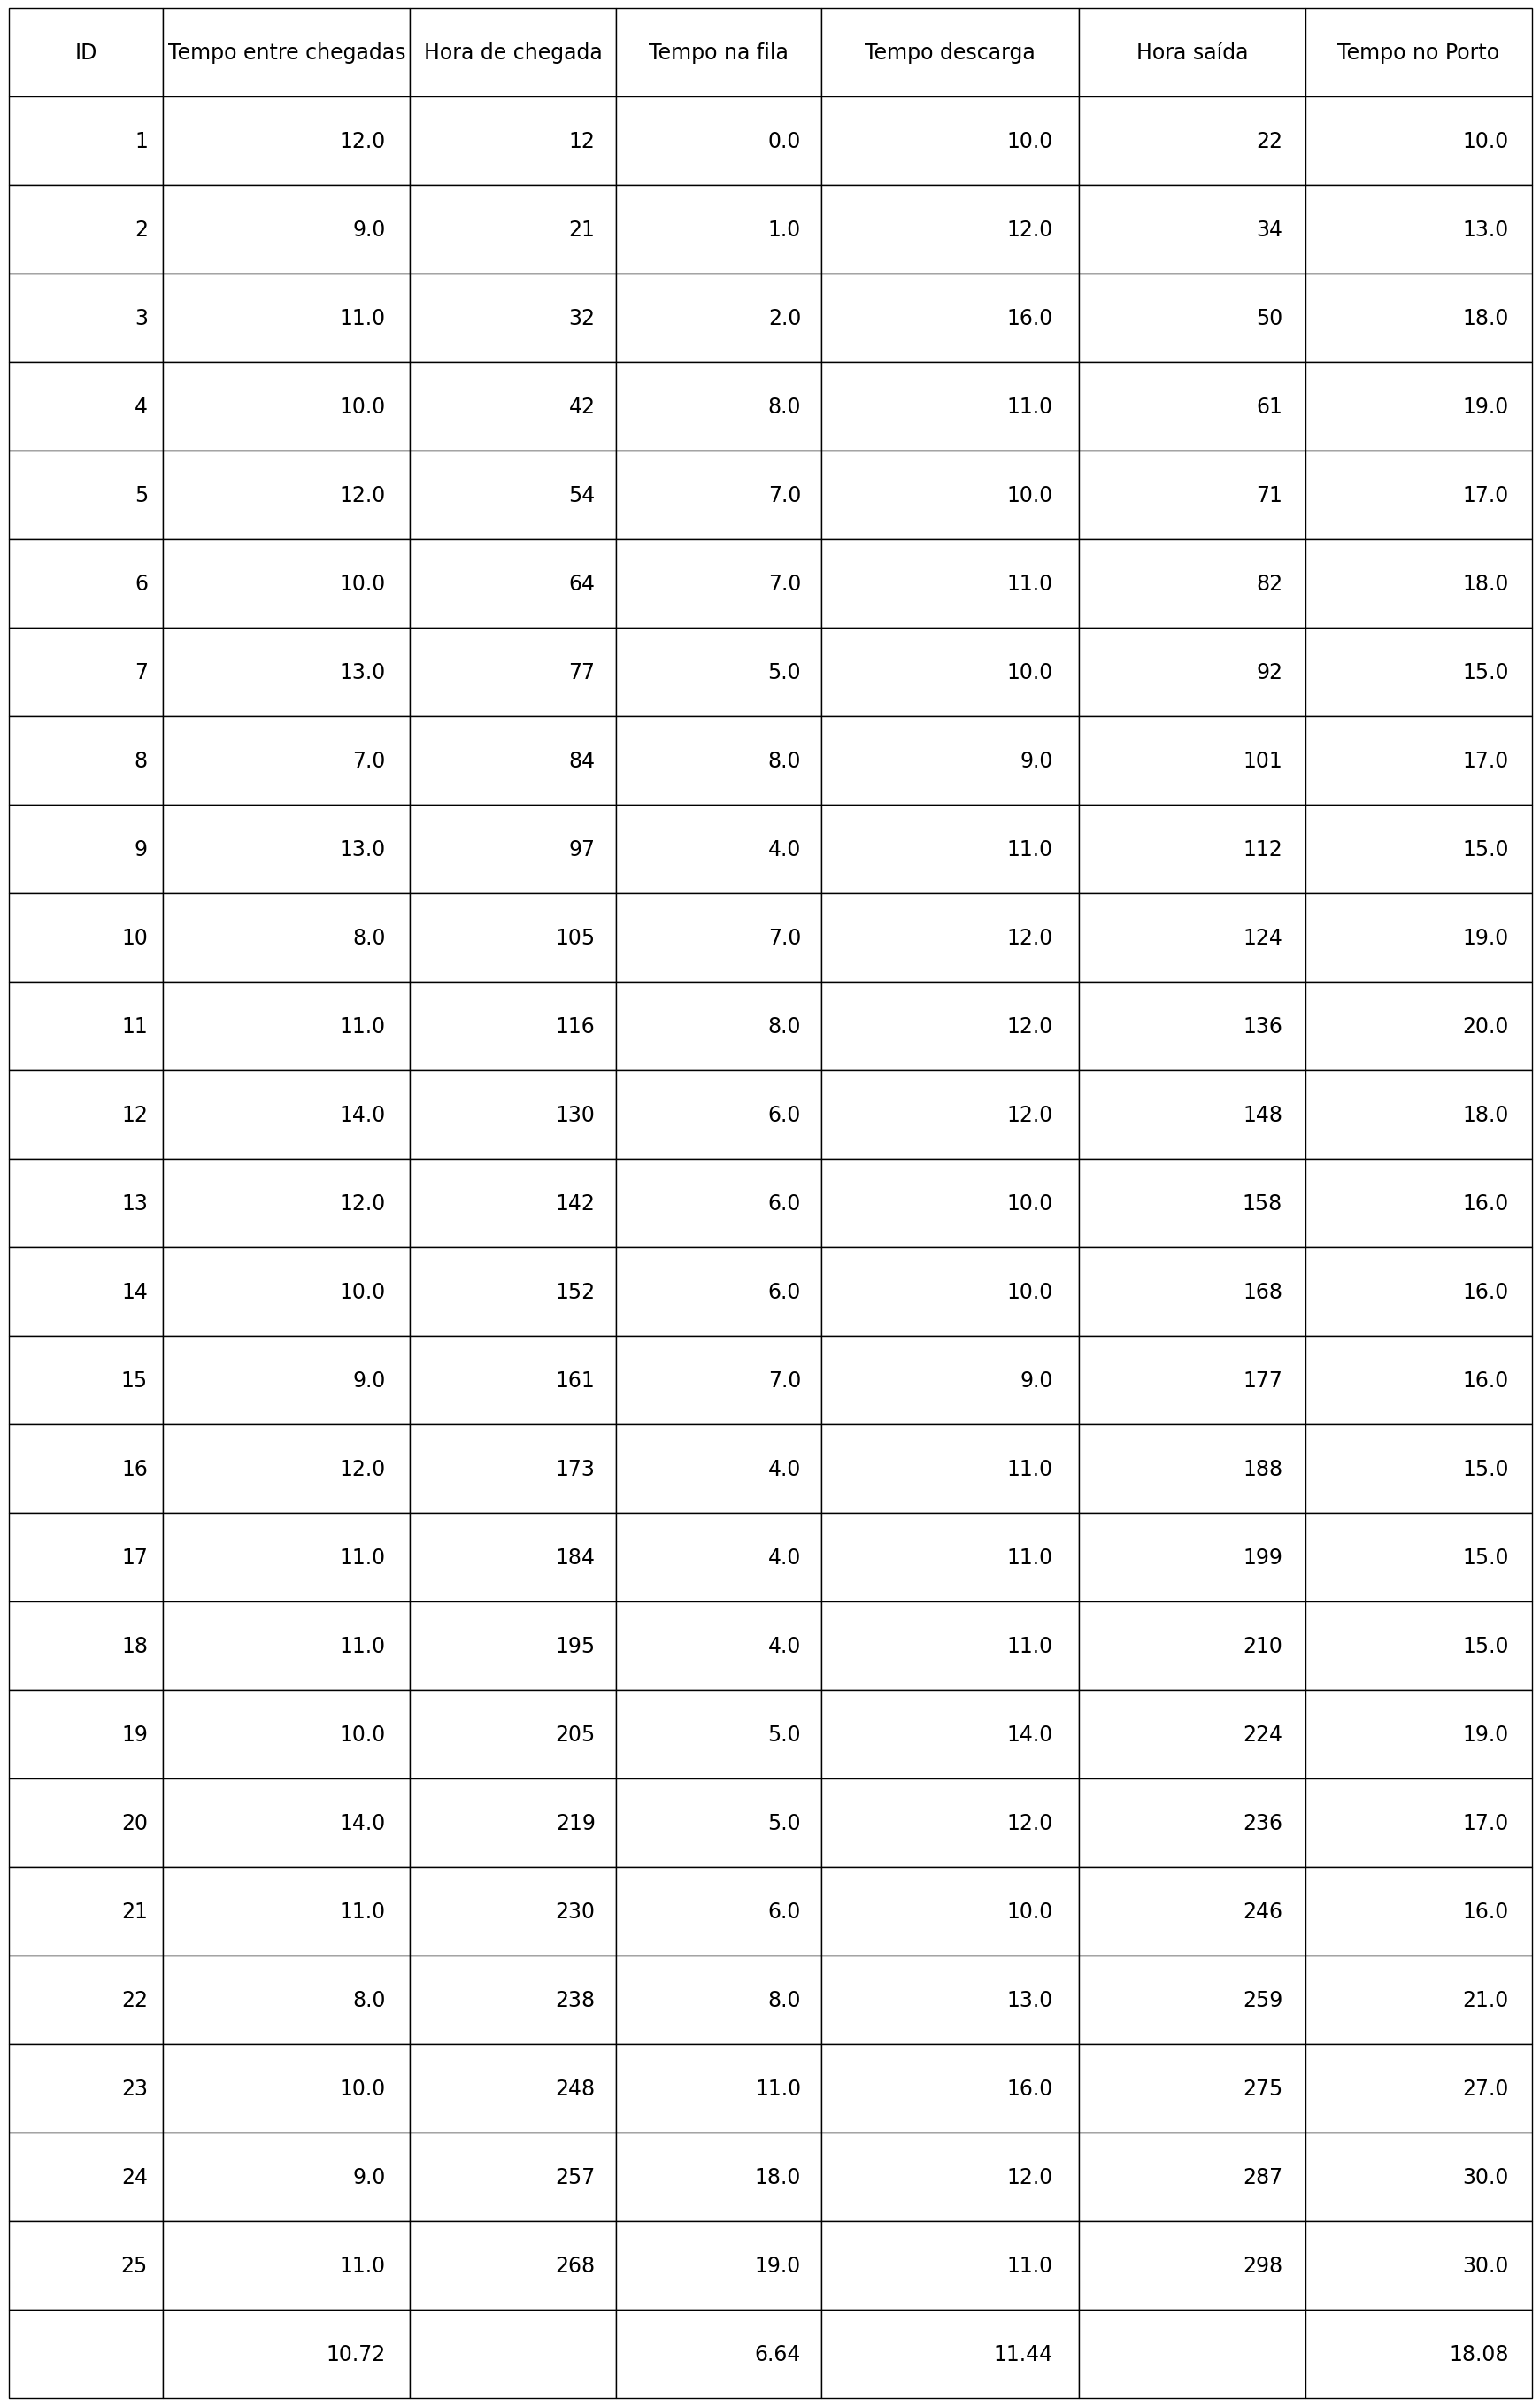 ID Tempo entre chegadas Hora de chegada Tempo na fila Tempo descarga Hora saída Tempo no Porto
1 12.0 12 0.0 10.0 22 10.0
2 9.0 21 1.0 12.0 34 13.0
3 11.0 32 2.0 16.0 50 18.0
4 10.0 42 8.0 11.0 61 19.0
5 12.0 54 7.0 10.0 71 17.0
6 10.0 64 7.0 11.0 82 18.0
7 13.0 77 5.0 10.0 92 15.0
8 7.0 84 8.0 9.0 101 17.0
9 13.0 97 4.0 11.0 112 15.0
10 8.0 105 7.0 12.0 124 19.0
11 11.0 116 8.0 12.0 136 20.0
12 14.0 130 6.0 12.0 148 18.0
13 12.0 142 6.0 10.0 158 16.0
14 10.0 152 6.0 10.0 168 16.0
15 9.0 161 7.0 9.0 177 16.0
16 12.0 173 4.0 11.0 188 15.0
17 11.0 184 4.0 11.0 199 15.0
18 11.0 195 4.0 11.0 210 15.0
19 10.0 205 5.0 14.0 224 19.0
20 14.0 219 5.0 12.0 236 17.0
21 11.0 230 6.0 10.0 246 16.0
22 8.0 238 8.0 13.0 259 21.0
23 10.0 248 11.0 16.0 275 27.0
24 9.0 257 18.0 12.0 287 30.0
25 11.0 268 19.0 11.0 298 30.0
10.72 6.64 11.44 18.08